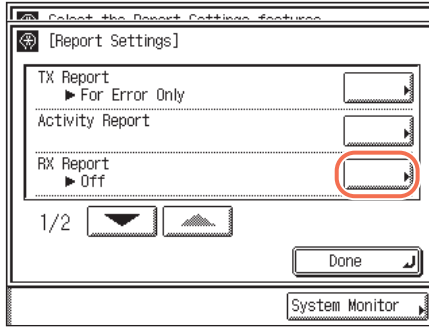 Select the Report Settings features
[Report Settings]
TX Report
▶ For Error Only
Activity Report
RX Report
▶ Off
1/2
Done
System Monitor